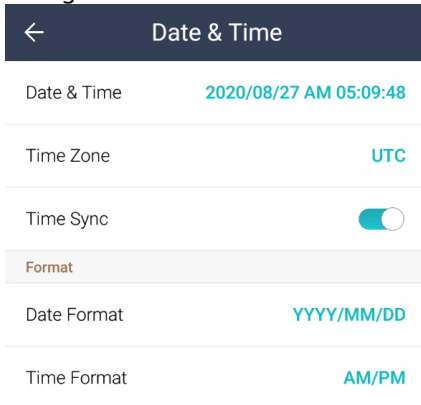 Date & Time
Date & Time 2020/08/27 AM 05:09:48
Time Zone UTC
Time Sync
Format
Date Format YYYY/MM/DD
Time Format AM/PM